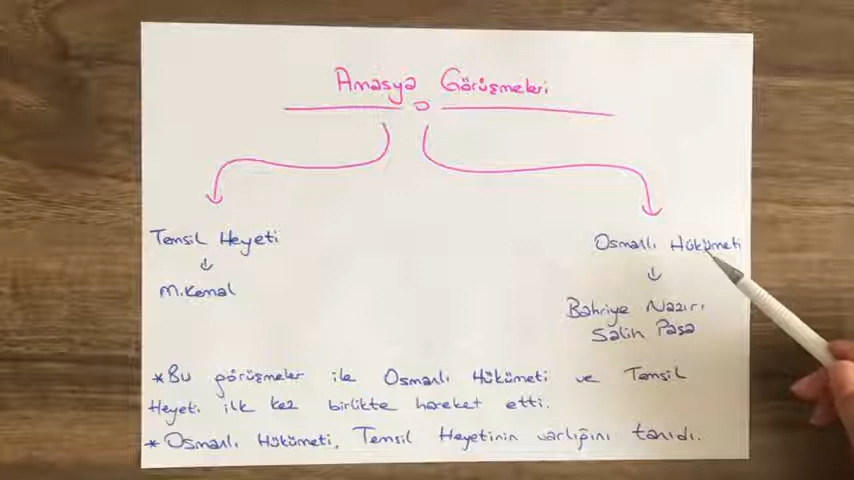 Amasya Görüşmeleri
Temsil Heyeti
M.Kemal
Osmanlı Hükümeti
Bahriye Nazırı
Salih Paşa
*Bu görüşmeler ile Osmanlı Hükümeti ve Temsil
Heyeti ilk kez birlikte hareket etti.
*Osmanlı Hükümeti, Temsil Heyetinin varlığını tanıdı.